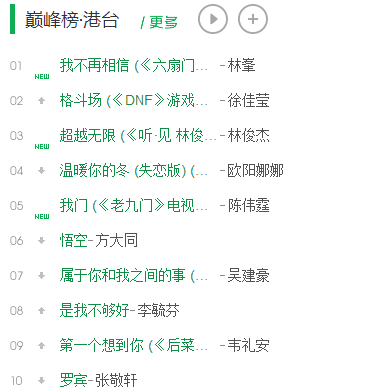 巅峰榜·港台 / 更多
01 NEW 我不再相信 (《六扇门... - 林峯
02 格斗场 (《DNF》游戏... - 徐佳莹
03 NEW 超越无限 (《听·见 林俊... - 林俊杰
04 温暖你的冬 (失恋版) (... - 欧阳娜娜
05 NEW 我门 (《老九门》电视... - 陈伟霆
06 悟空- 方大同
07 属于你和我之间的事 (... - 吴建豪
08 是我不够好- 李毓芬
09 第一个想到你 (《后菜... - 韦礼安
10 罗宾- 张敬轩